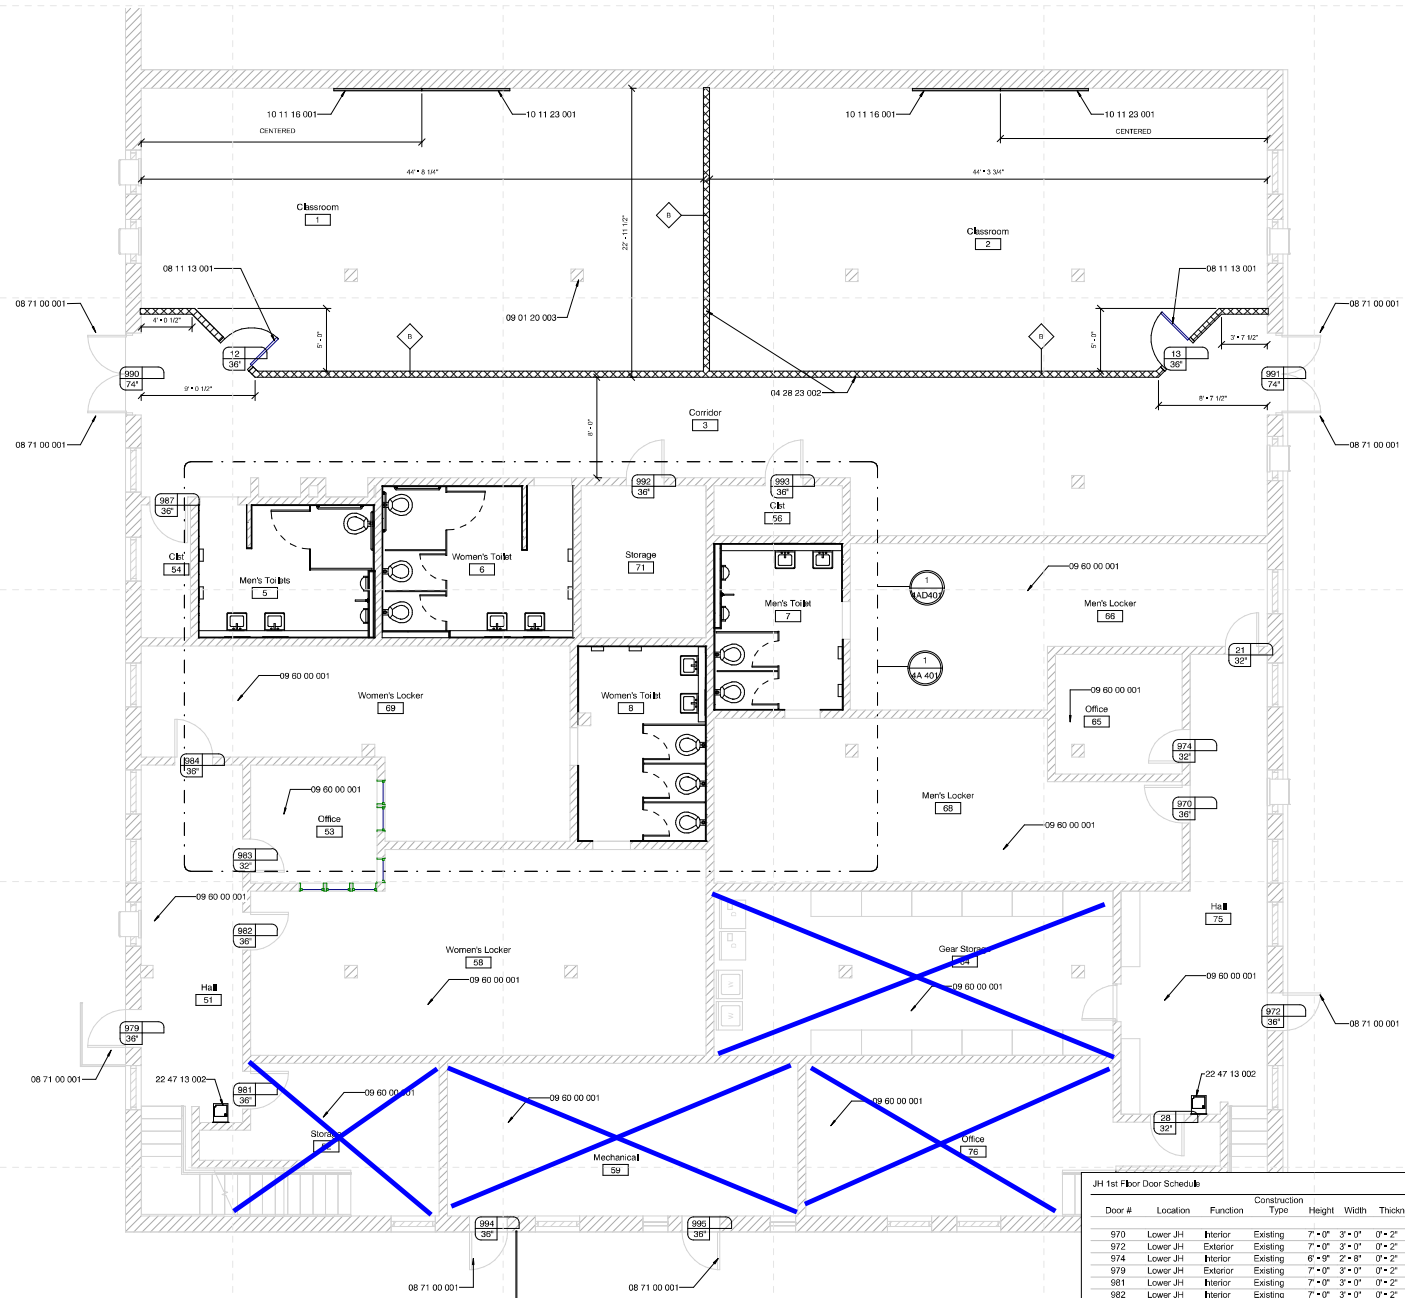 10 11 16 001
10 11 23 001
10 11 16 001
10 11 23 001
CENTERED
CENTERED
44' - 8 1/4"
44' - 3 3/4"
Classroom
1
B
22' - 11 1/2"
Classroom
2
08 11 13 001
08 11 13 001
08 71 00 001
09 01 20 003
08 71 00 001
4' - 0 1/2"
5' - 0"
B
B
5' - 0"
3' - 7 1/2"
12
36"
13
36"
990
74"
991
74"
9' - 0 1/2"
04 28 23 002
8' - 7 1/2"
Corridor
3
8' - 0"
08 71 00 001
08 71 00 001
992
36"
993
36"
987
36"
Clst
56
Clst
54
Women's Toilet
6
Storage
71
Men's Toilets
5
Men's Toilet
7
1
4AD401
09 60 00 001
Men's Locker
66
21
32"
1
4A 401
09 60 00 001
Women's Locker
69
Women's Toilet
8
09 60 00 001
Office
65
984
36"
974
32"
09 60 00 001
Office
53
Men's Locker
68
970
36"
09 60 00 001
983
32"
09 60 00 001
982
36"
Hall
75
Women's Locker
58
Gear Storage
09 60 00 001
09 60 00 001
09 60 00 001
Hall
51
W
W
979
36"
972
36"
08 71 00 001
08 71 00 001
22 47 13 002
981
36"
09 60 00 001
09 60 00 001
09 60 00 001
22 47 13 002
28
32"
Storage
Mechanical
59
Office
76
994
36"
995
36"
08 71 00 001
08 71 00 001
JH 1st Floor Door Schedule
Door # Location Function Construction Type Height Width
970 Lower JH Interior Existing 7' - 0" 3' - 0" 0' - 2"
972 Lower JH Exterior Existing 7' - 0" 3' - 0" 0' - 2"
974 Lower JH Interior Existing 6' - 9" 2' - 8" 0' - 2"
979 Lower JH Exterior Existing 7' - 0" 3' - 0" 0' - 2"
981 Lower JH Interior Existing 7' - 0" 3' - 0" 0' - 2"
982 Lower JH Interior Existing 7' - 0" 3' - 0" 0' - 2"